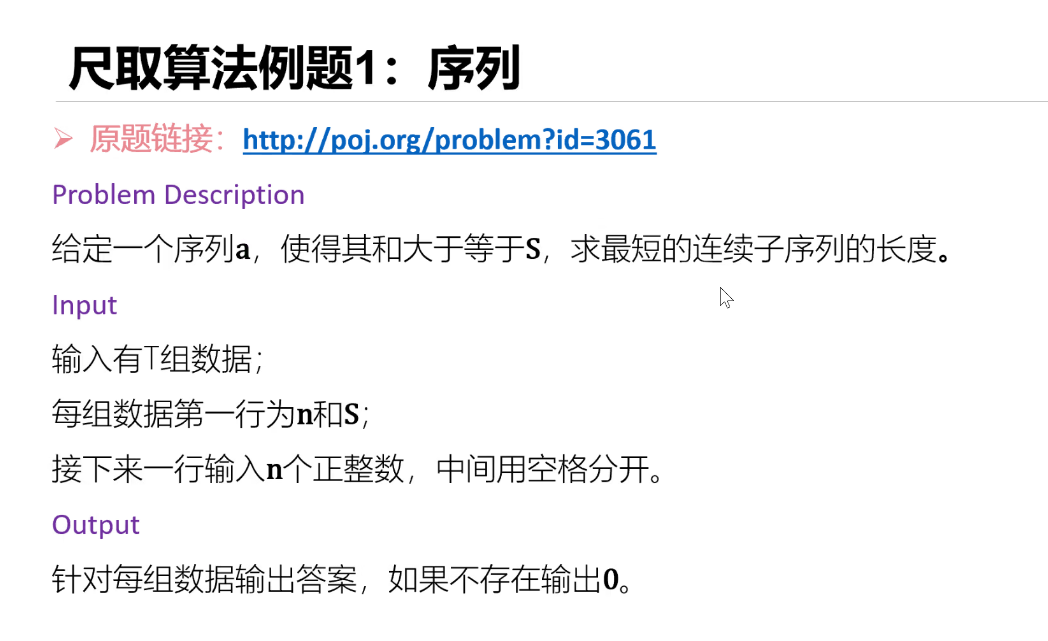 尺取算法例题1：序列
➢ 原题链接：http://poj.org/problem?id=3061
Problem Description
给定一个序列a，使得其和大于等于S，求最短的连续子序列的长度。
Input
输入有T组数据；
每组数据第一行为n和S；
接下来一行输入n个正整数，中间用空格分开。
Output
针对每组数据输出答案，如果不存在输出0。